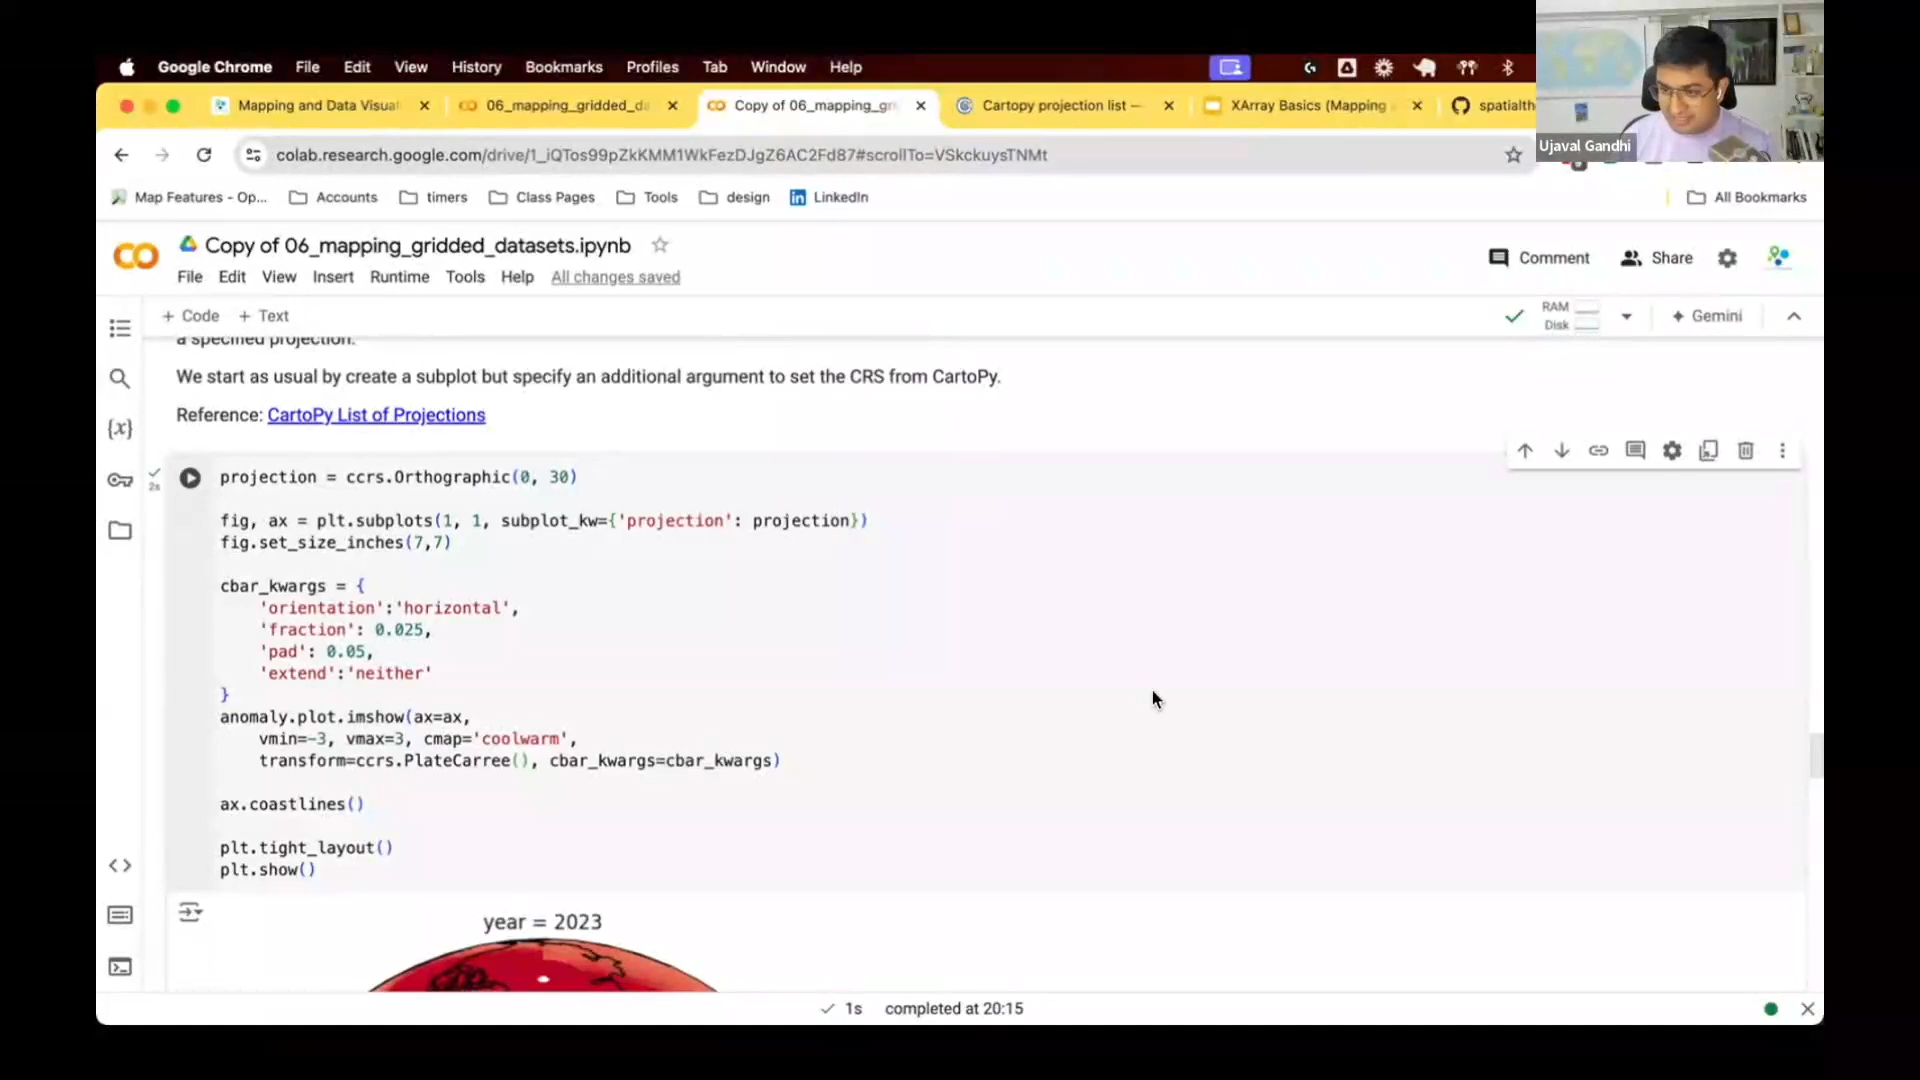 Google Chrome File Edit View History Bookmarks Profiles Tab Window Help
Mapping and Data Visual
06_mapping_gridded_da
Copy of 06_mapping_gr
Cartopy projection list —
XArray Basics (Mapping
spatialth
Ujaval Gandhi
colab.research.google.com/drive/1_iQTos99pZkKMM1WkFezDJgZ6AC2Fd87#scrollTo=VSkckuysTNMt
Map Features - Op... Accounts timers Class Pages Tools design LinkedIn All Bookmarks
Copy of 06_mapping_gridded_datasets.ipynb
Comment Share
File Edit View Insert Runtime Tools Help All changes saved
+ Code + Text
RAM
Disk
Gemini
a specified projection.
We start as usual by create a subplot but specify an additional argument to set the CRS from CartoPy.
Reference: CartoPy List of Projections
2s
projection = ccrs.Orthographic(0, 30)
fig, ax = plt.subplots(1, 1, subplot_kw={'projection': projection})
fig.set_size_inches(7,7)
cbar_kwargs = {
'orientation':'horizontal',
'fraction': 0.025,
'pad': 0.05,
'extend':'neither'
}
anomaly.plot.imshow(ax=ax,
vmin=-3, vmax=3, cmap='coolwarm',
transform=ccrs.PlateCarree(), cbar_kwargs=cbar_kwargs)
ax.coastlines()
plt.tight_layout()
plt.show()
year = 2023
1s completed at 20:15